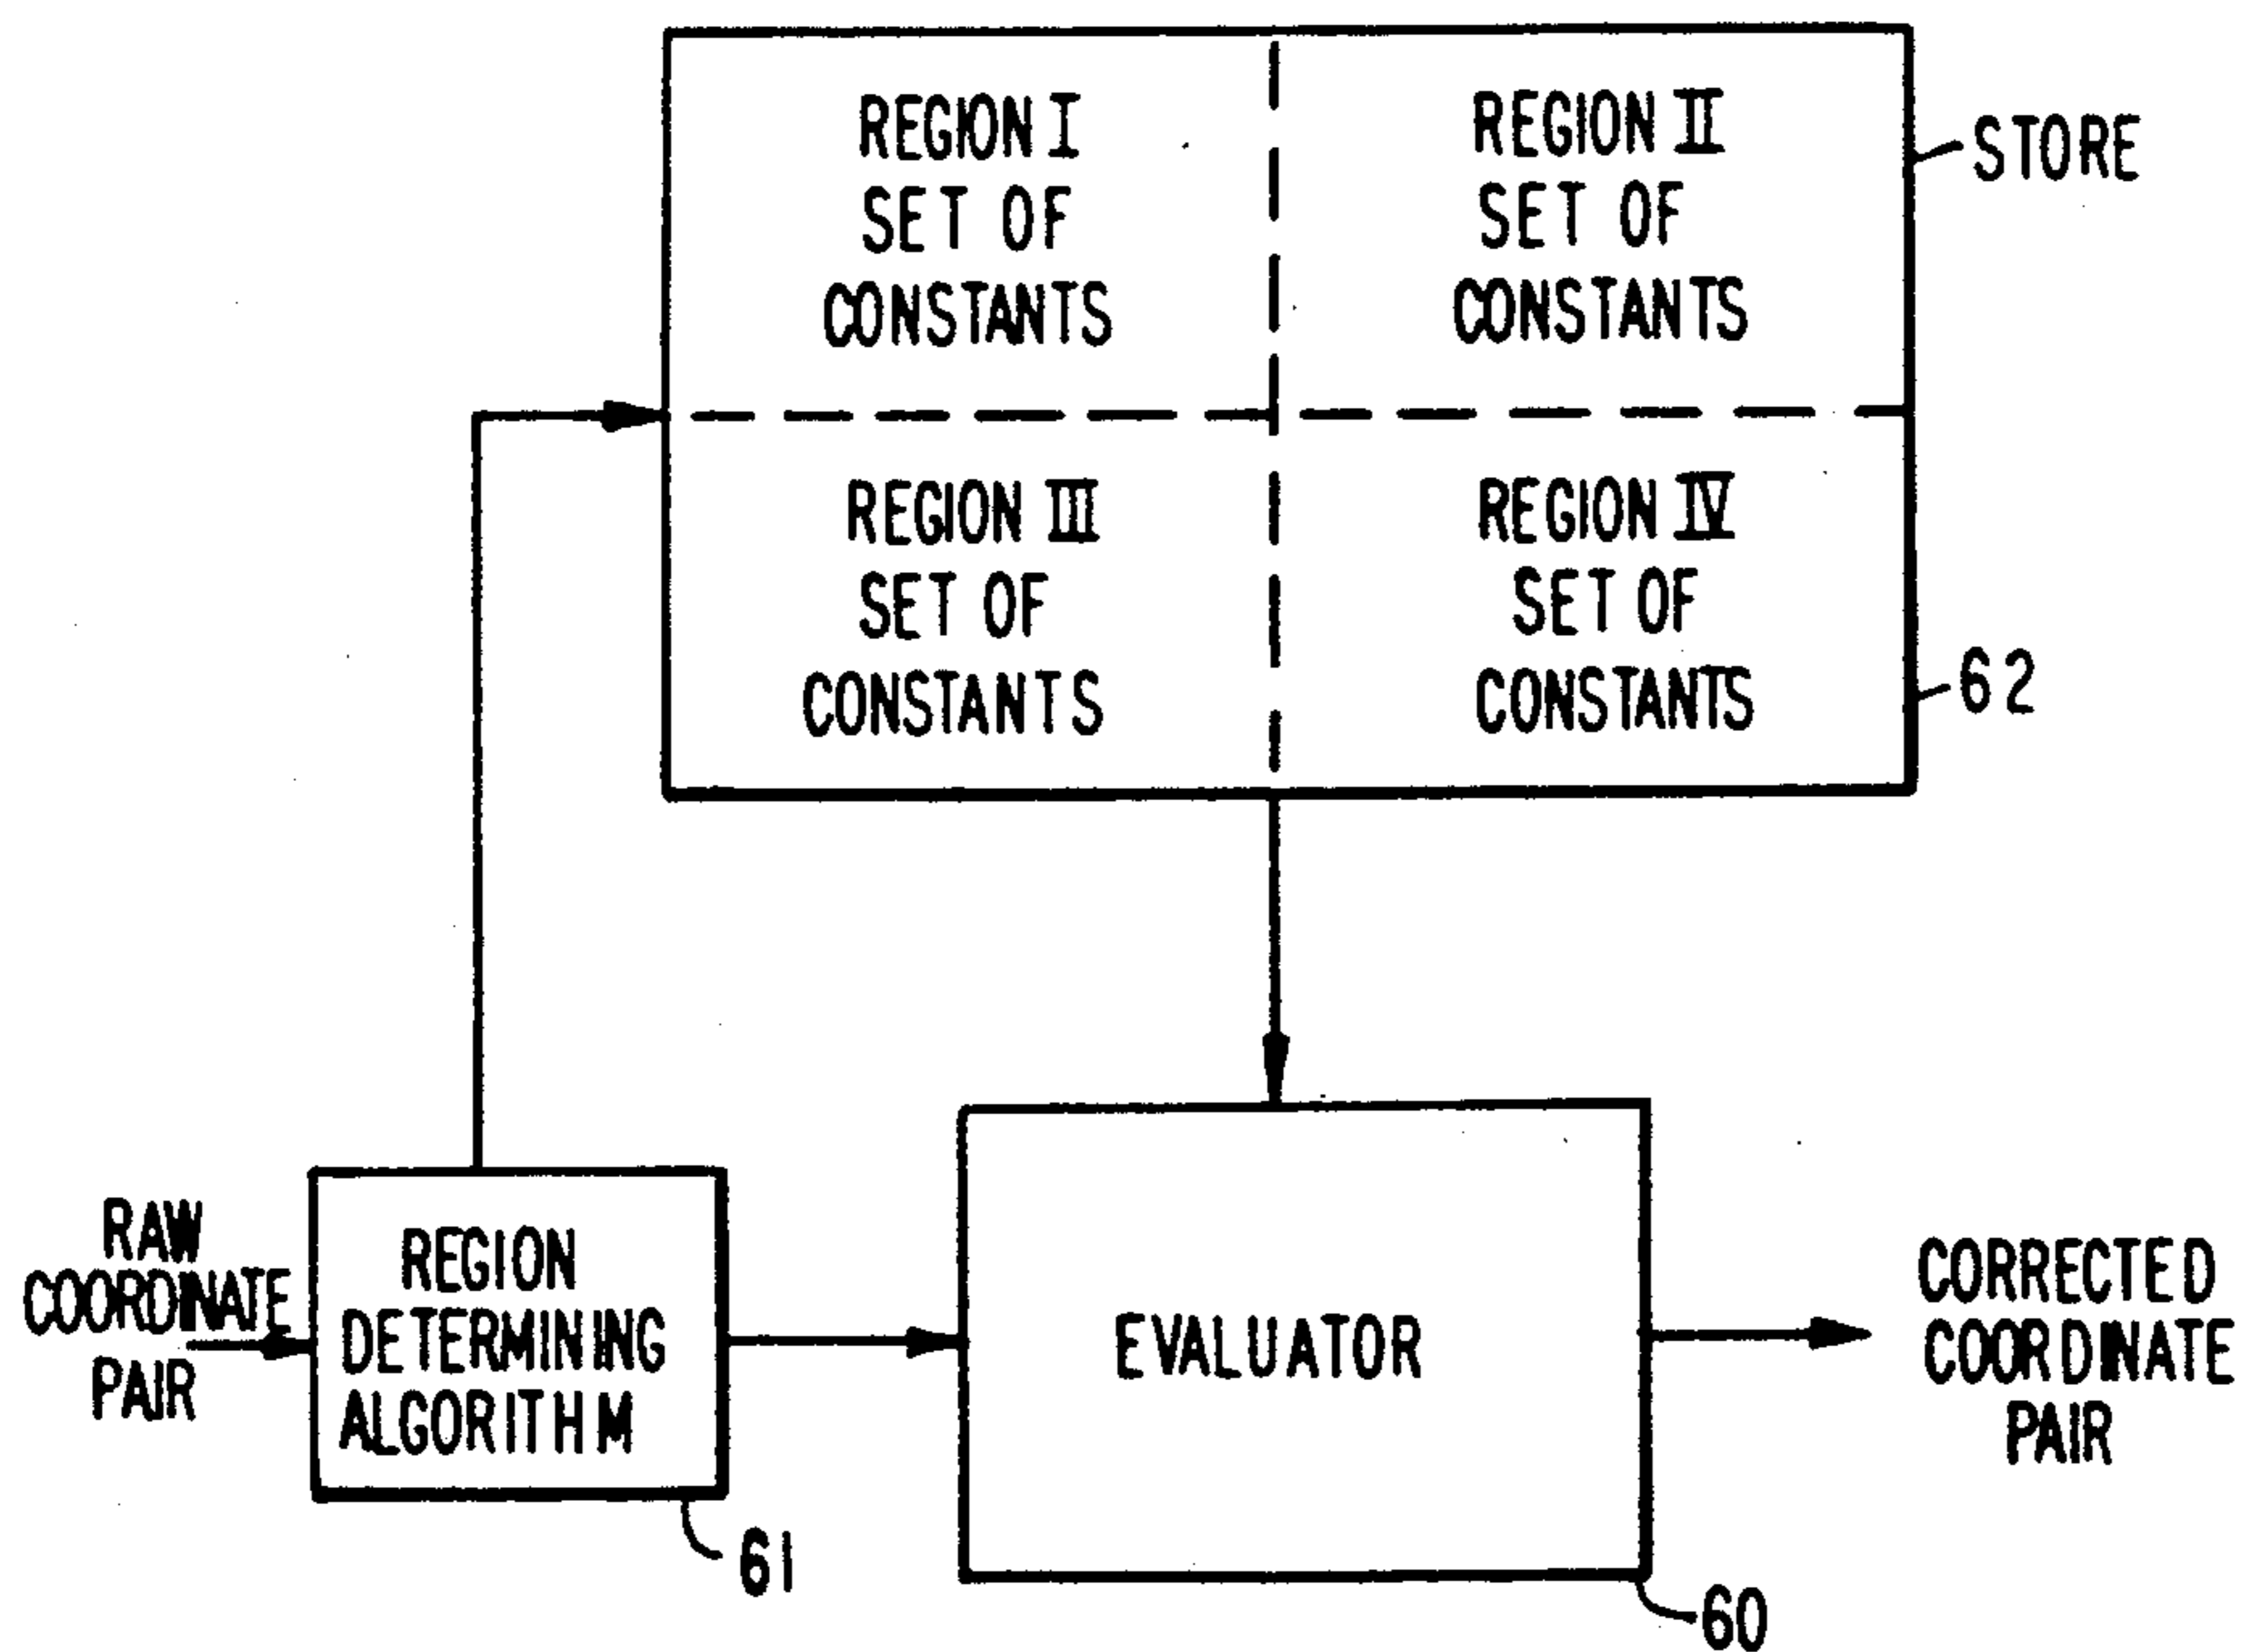 REGION I
SET OF
CONSTANTS
REGION II
SET OF
CONSTANTS
STORE
REGION III
SET OF
CONSTANTS
REGION IV
SET OF
CONSTANTS
62
RAW
COORDINATE
PAIR
REGION
DETERMINING
ALGORITHM
61
EVALUATOR
60
CORRECTED
COORDINATE
PAIR